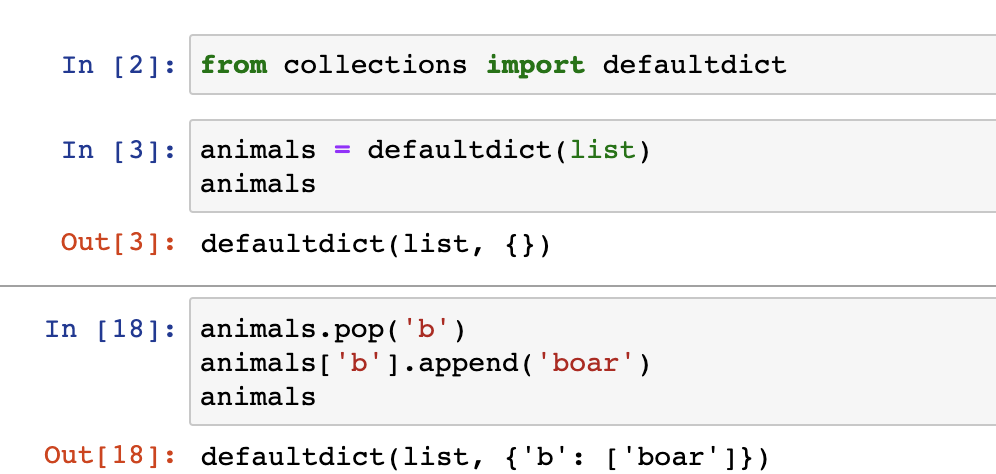 In [2]: from collections import defaultdict
In [3]: animals = defaultdict(list)
animals
Out[3]: defaultdict(list, {})
In [18]: animals.pop('b')
animals['b'].append('boar')
animals
Out[18]: defaultdict(list, {'b': ['boar']})